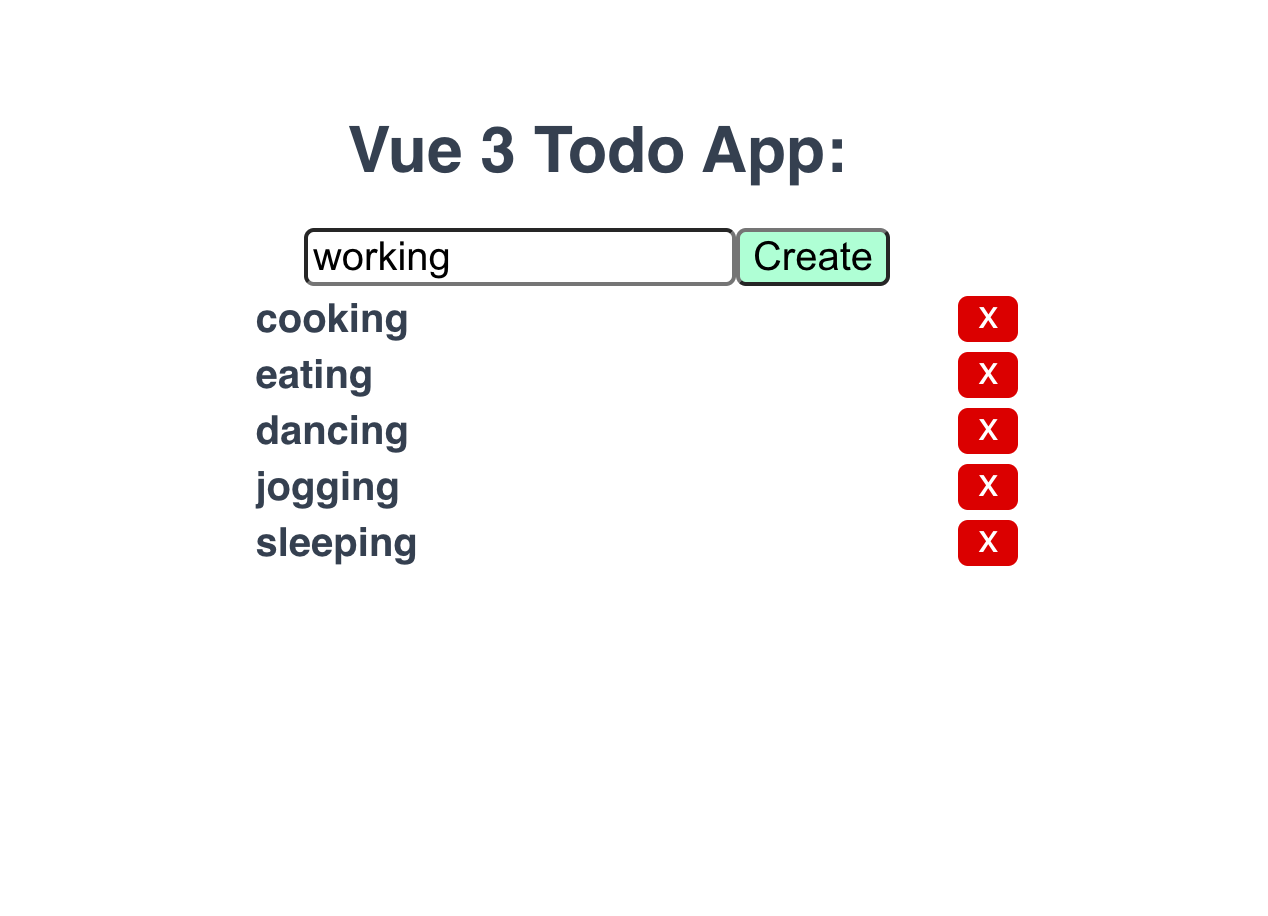 Vue 3 Todo App:
working Create
cooking X
eating X
dancing X
jogging X
sleeping X